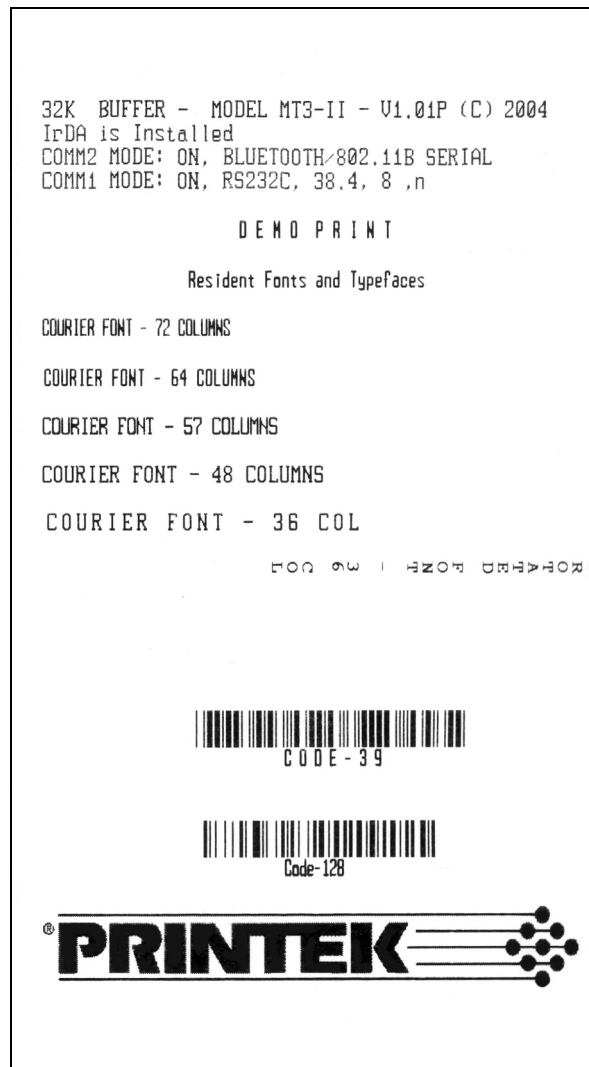 32K BUFFER - MODEL MT3-II - V1.01P (C) 2004
IrDA is Installed
COMM2 MODE: ON, BLUETOOTH/802.11B SERIAL
COMM1 MODE: ON, RS232C, 38.4, 8 ,n
DEMO PRINT
Resident Fonts and Typefaces
COURIER FONT - 72 COLUMNS
COURIER FONT - 64 COLUMNS
COURIER FONT - 57 COLUMNS
COURIER FONT - 48 COLUMNS
COURIER FONT - 36 COL
ROTATED FONT - 36 COL
CODE-39
Code-128
®PRINTEK